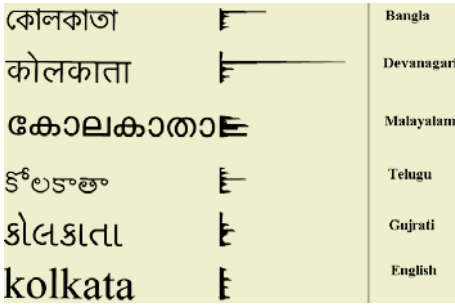 কোলকাতা Bangla
कोलकाता Devanagari
കോലകാതാ Malayalam
కోలకాతా Telugu
કોલકાતા Gujrati
kolkata English